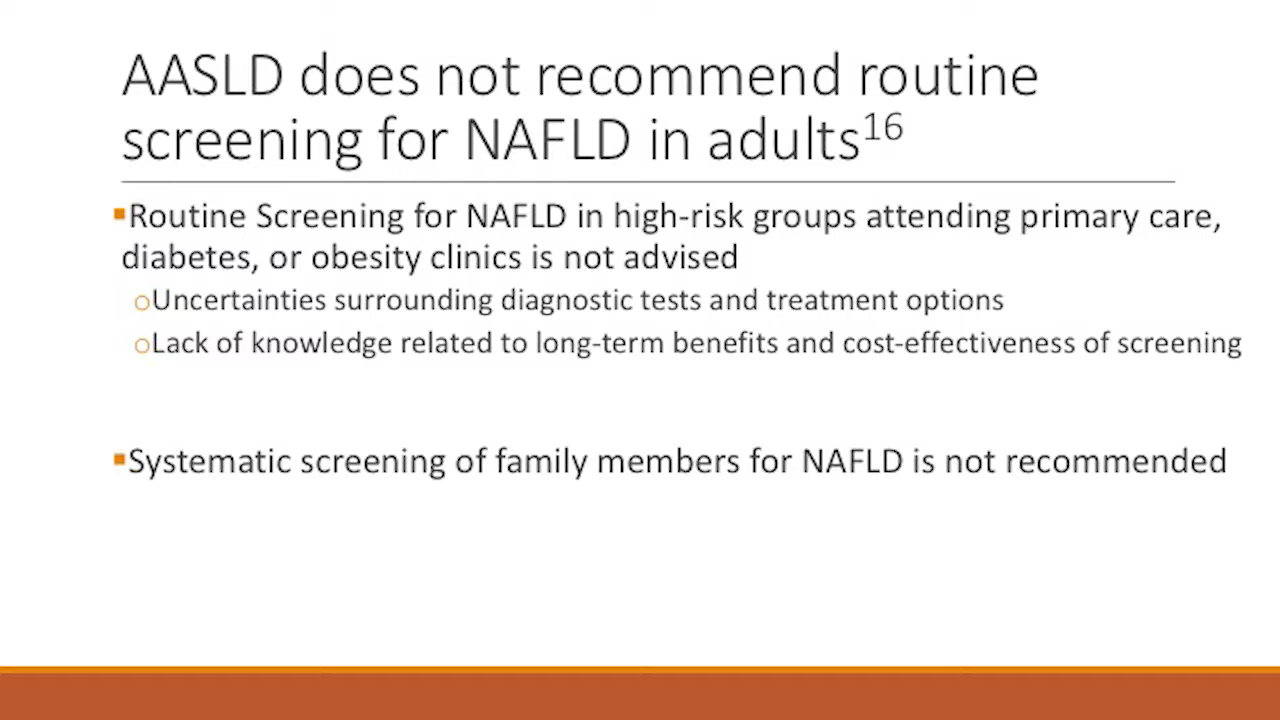 AASLD does not recommend routine
screening for NAFLD in adults16
▪Routine Screening for NAFLD in high-risk groups attending primary care,
diabetes, or obesity clinics is not advised
oUncertainties surrounding diagnostic tests and treatment options
oLack of knowledge related to long-term benefits and cost-effectiveness of screening
▪Systematic screening of family members for NAFLD is not recommended